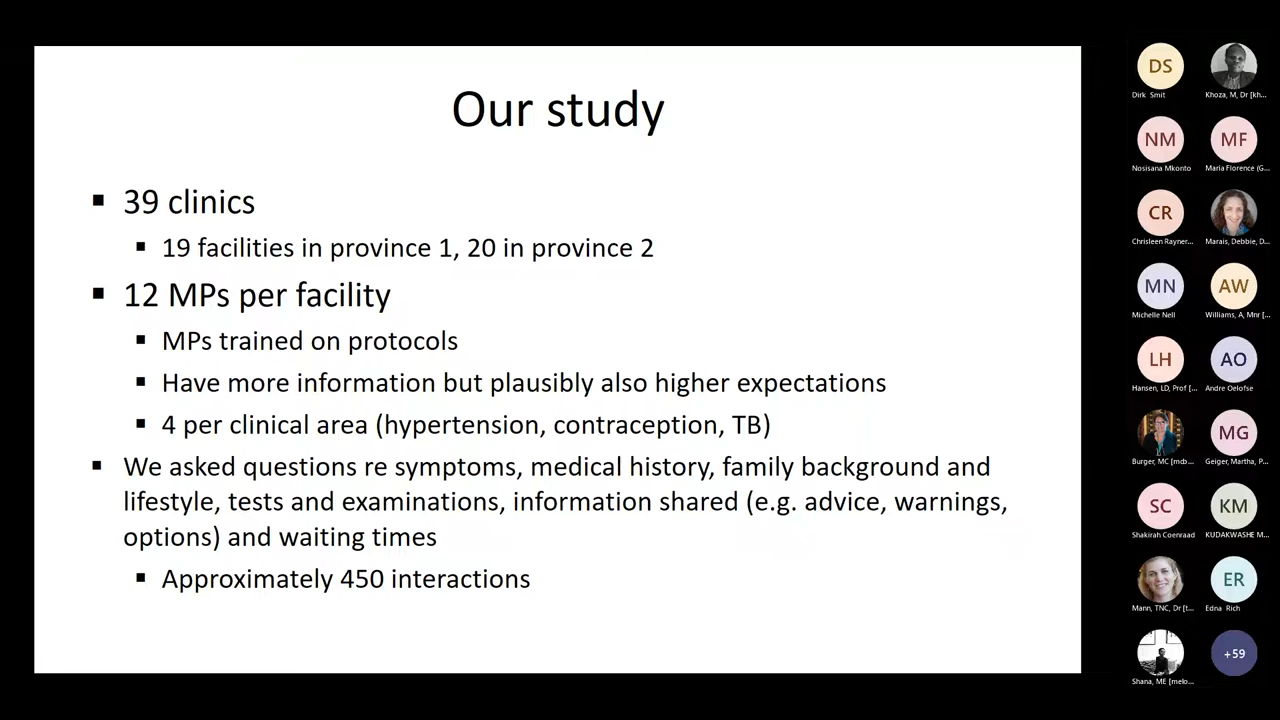 Our study
▪ 39 clinics
▪ 19 facilities in province 1, 20 in province 2
▪ 12 MPs per facility
▪ MPs trained on protocols
▪ Have more information but plausibly also higher expectations
▪ 4 per clinical area (hypertension, contraception, TB)
▪ We asked questions re symptoms, medical history, family background and
lifestyle, tests and examinations, information shared (e.g. advice, warnings,
options) and waiting times
▪ Approximately 450 interactions
DS
Dirk Smit
Khoza, M, Dr [kh...
NM
Nosisana Mkonto
MF
Maria Florence (G...
CR
Chrisleen Rayner...
Marais, Debbie, D...
MN
Michelle Nell
AW
Williams, A, Mnr [...
LH
Hansen, LD, Prof [...
AO
Andre Oelofse
Burger, MC [mcb...
MG
Geiger, Martha, P...
SC
Shakirah Coenraad
KM
KUDAKWASHE M...
Mann, TNC, Dr [t...
ER
Edna Rich
Shana, ME [melo...
+59